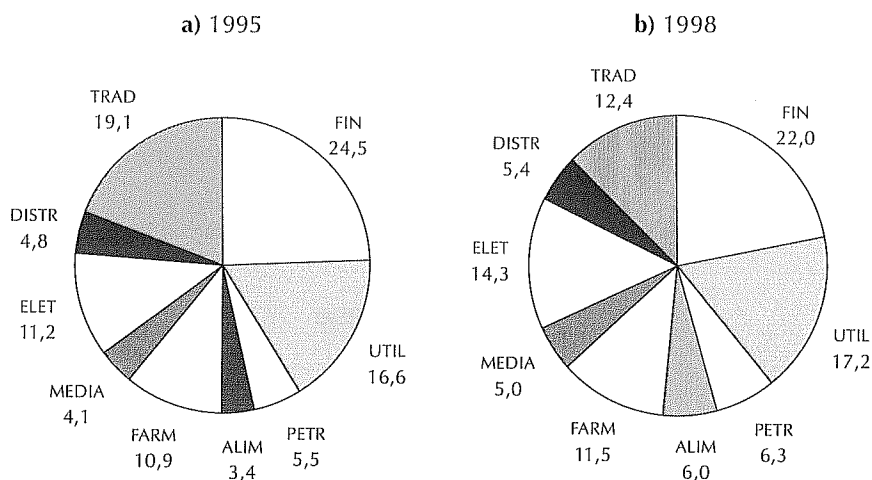 a) 1995
TRAD
19,1
FIN
24,5
DISTR
4,8
ELET
11,2
UTIL
16,6
MEDIA
4,1
FARM
10,9
ALIM
3,4
PETR
5,5
b) 1998
TRAD
12,4
FIN
22,0
DISTR
5,4
ELET
14,3
UTIL
17,2
MEDIA
5,0
FARM
11,5
ALIM
6,0
PETR
6,3